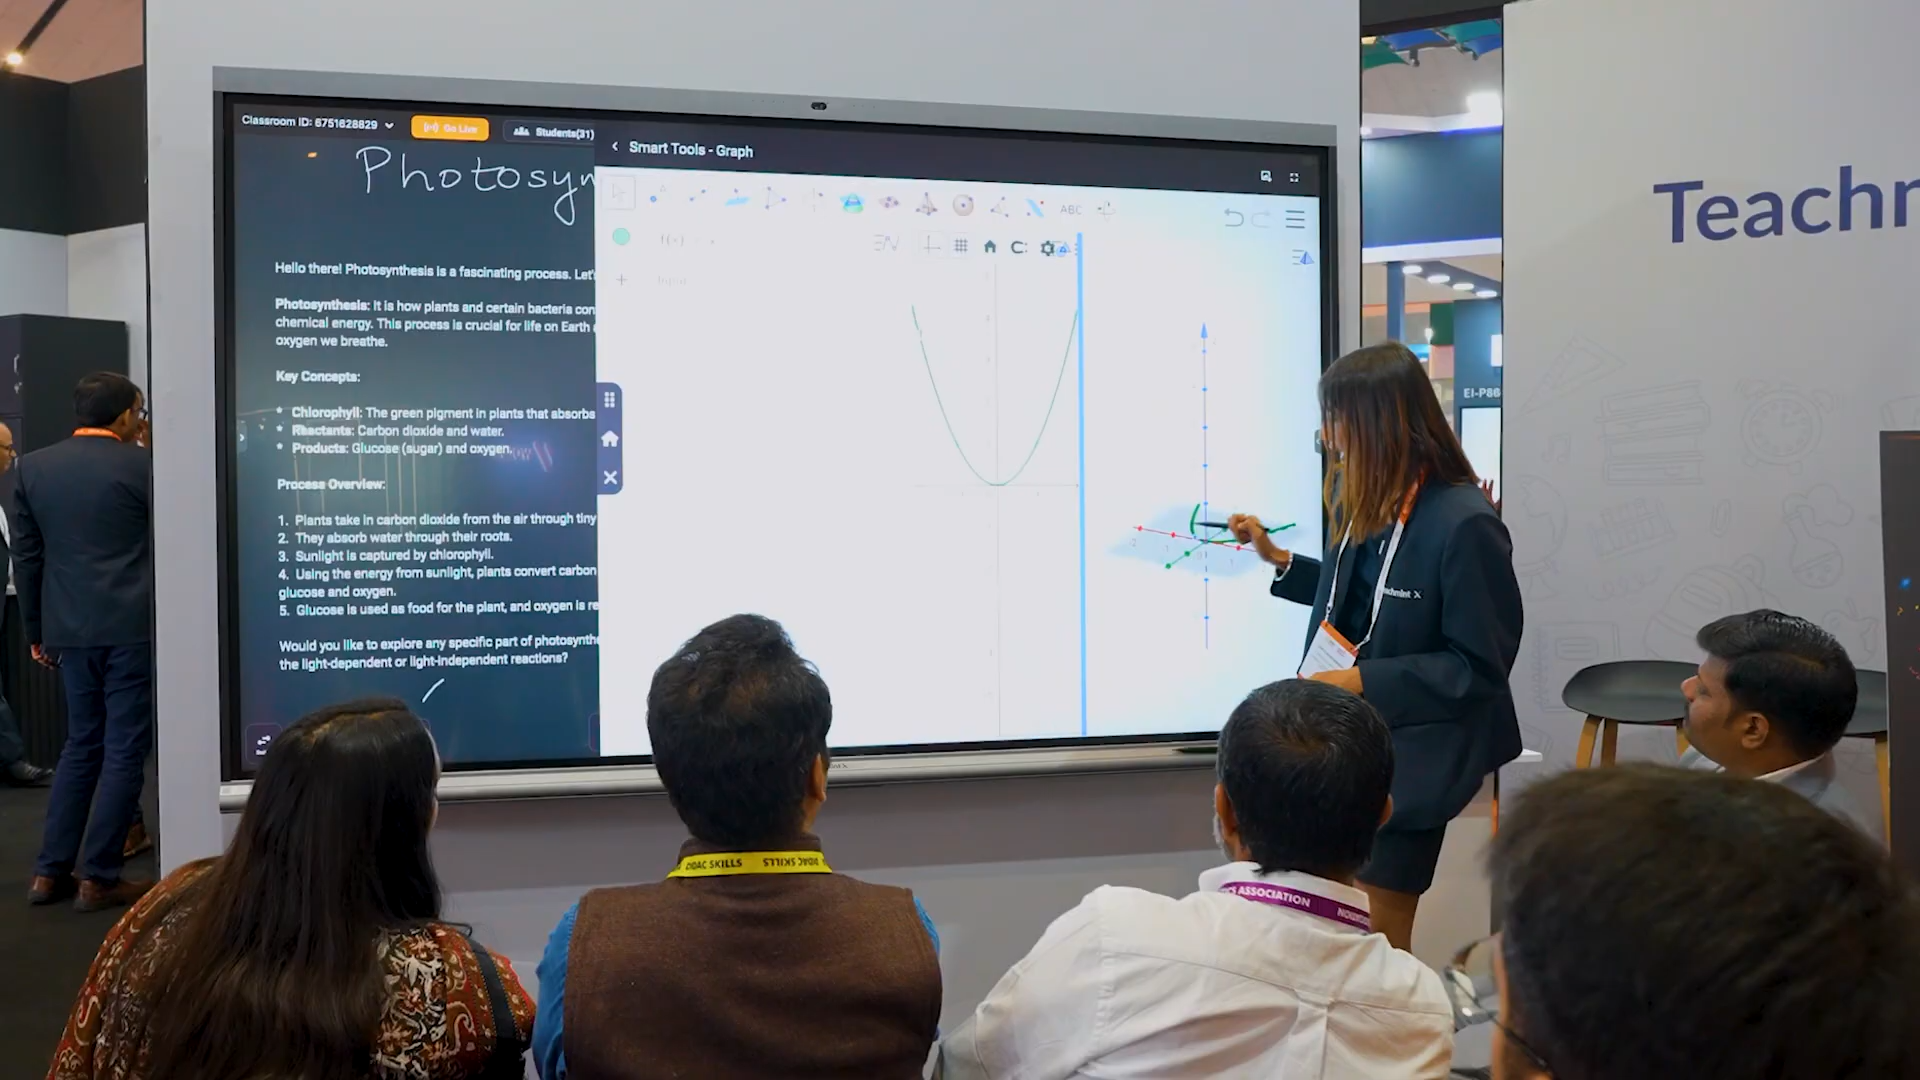 Classroom ID: 6751628829
Go Live
Students(31)
Photosyn
Hello there! Photosynthesis is a fascinating process. Let's
Photosynthesis: It is how plants and certain bacteria con
chemical energy. This process is crucial for life on Earth
oxygen we breathe.
Key Concepts:
* Chlorophyll: The green pigment in plants that absorbs
* Reactants: Carbon dioxide and water.
* Products: Glucose (sugar) and oxygen.
Process Overview:
1. Plants take in carbon dioxide from the air through tiny
2. They absorb water through their roots.
3. Sunlight is captured by chlorophyll.
4. Using the energy from sunlight, plants convert carbon
glucose and oxygen.
5. Glucose is used as food for the plant, and oxygen is re
Would you like to explore any specific part of photosynthe
the light-dependent or light-independent reactions?
Smart Tools - Graph
ABC
Teachm
EI-P86
achmint X
DIDAC SKILLS
CS ASSOCIATION